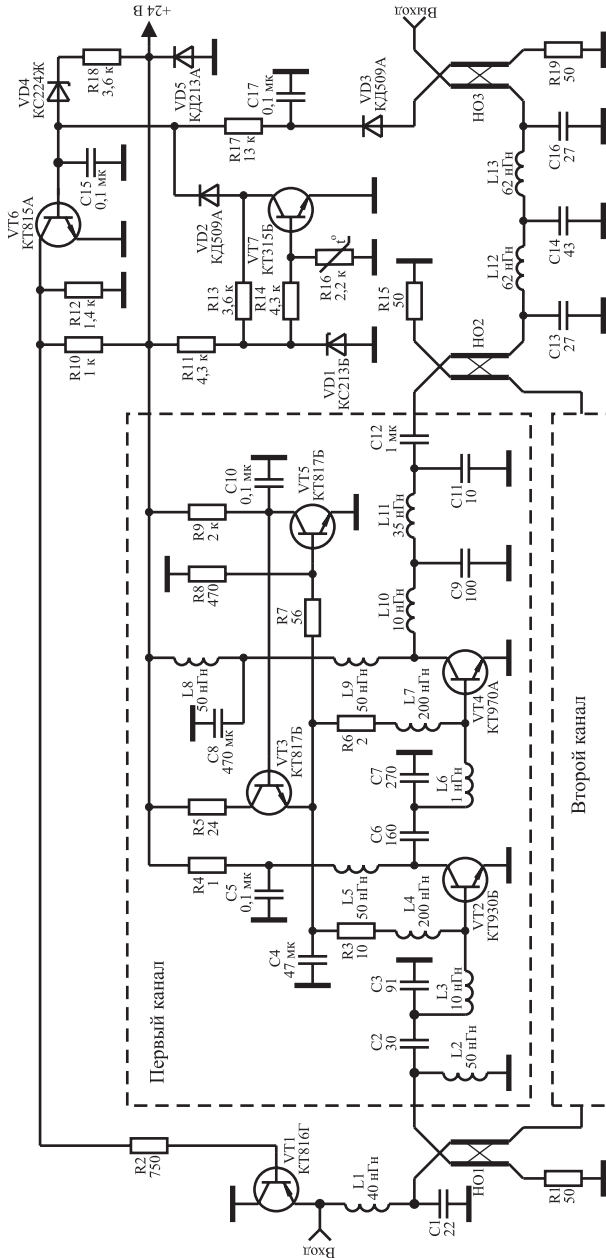 +24 В
Выход
VD4
КС224Ж
R18
3,6 к
VD5
КД213А
VT6
КТ815А
C15
0,1 мк
R17
13 к
C17
0,1 мк
VD3
КД509А
НО3
R19
50
VD2
КД509А
VT7
КТ315Б
R12
1,4 к
R13
3,6 к
R14
4,3 к
R16
2,2 к
t°
R10
1 к
R11
4,3 к
VD1
КС213Б
R15
50
НО2
C16
27
L13
62 нГн
C14
43
L12
62 нГн
C13
27
C12
1 мк
C10
0,1 мк
VT5
КТ817Б
R9
2 к
R8
470
R7
56
L11
35 нГн
C11
10
L10
10 нГн
C9
100
L8
50 нГн
C8
470 мк
L9
50 нГн
VT3
КТ817Б
R6
2
L7
200 нГн
VT4
КТ970А
R5
24
C7
270
L6
1 нГн
C6
160
R4
1
C5
0,1 мк
L5
50 нГн
C4
47 мк
R3
10
L4
200 нГн
VT2
КТ930Б
C3
91
L3
10 нГн
C2
30
L2
50 нГн
Первый канал
Второй канал
R2
750
VT1
КТ816Г
L1
40 нГн
Вход
C1
22
НО1
R1
50